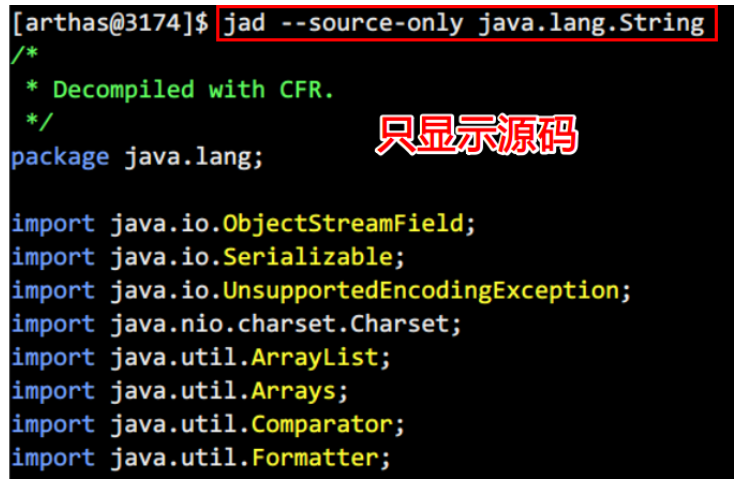 [arthas@3174]$ jad --source-only java.lang.String
/*
 * Decompiled with CFR.
 */
只显示源码
package java.lang;
import java.io.ObjectStreamField;
import java.io.Serializable;
import java.io.UnsupportedEncodingException;
import java.nio.charset.Charset;
import java.util.ArrayList;
import java.util.Arrays;
import java.util.Comparator;
import java.util.Formatter;